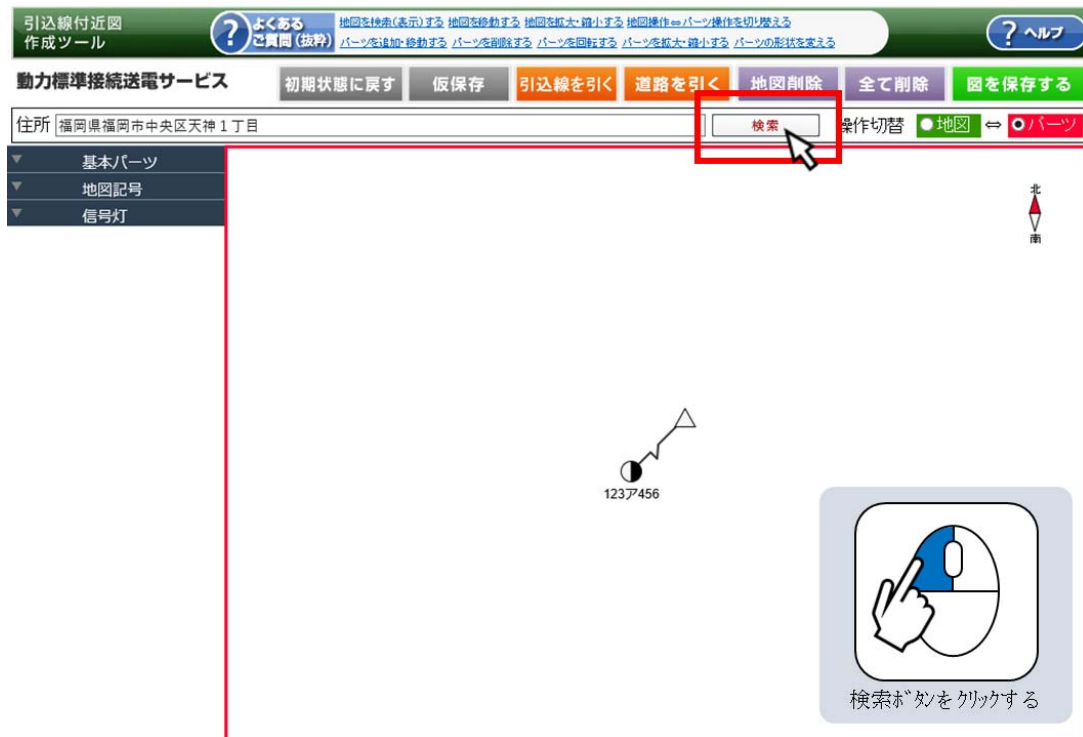 引込線付近図
作成ツール
? よくある
ご質問(抜粋)
地図を検索(表示)する 地図を移動する 地図を拡大・縮小する 地図操作⇔パーツ操作を切り替える
パーツを追加・移動する パーツを削除する パーツを回転する パーツを拡大・縮小する パーツの形状を変える
? ヘルプ
動力標準接続送電サービス
初期状態に戻す 仮保存 引込線を引く 道路を引く 地図削除 全て削除 図を保存する
住所 福岡県福岡市中央区天神1丁目 検索 操作切替 地図 ⇔ パーツ
基本パーツ
地図記号
信号灯
北
南
123ア456
検索ボタンをクリックする